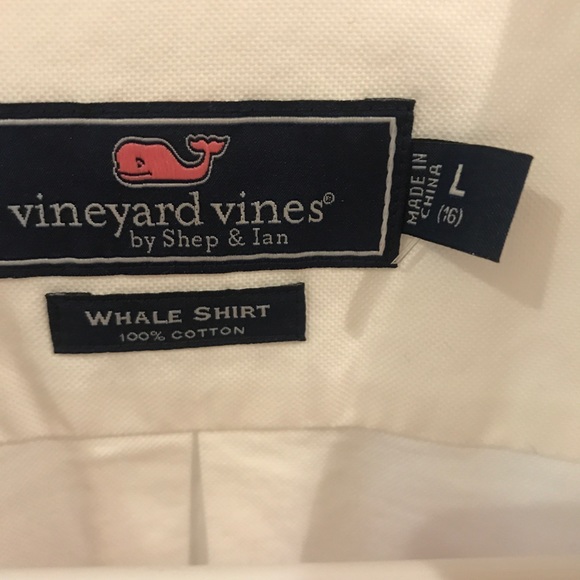 vineyard vines®
by Shep & Ian
MADE IN
CHINA
L
(16)
WHALE SHIRT
100% COTTON